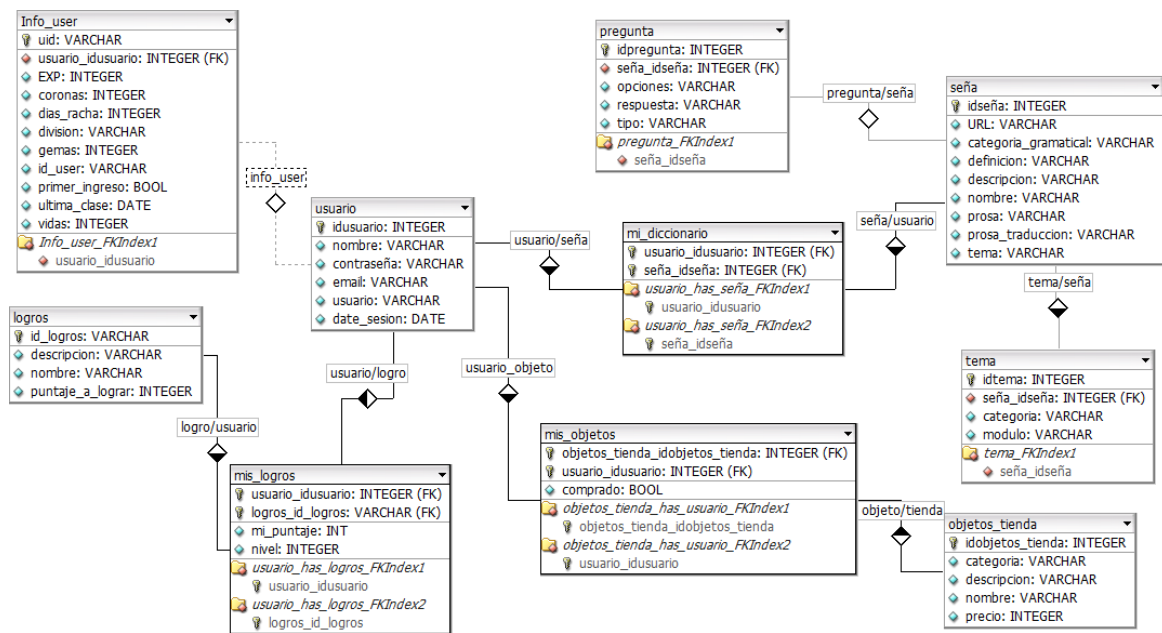 Info_user
uid: VARCHAR
usuario_idusuario: INTEGER (FK)
EXP: INTEGER
coronas: INTEGER
dias_racha: INTEGER
division: VARCHAR
gemas: INTEGER
id_user: VARCHAR
primer_ingreso: BOOL
ultima_clase: DATE
vidas: INTEGER
Info_user_FKIndex1
usuario_idusuario
info_user
pregunta
idpregunta: INTEGER
seña_idseña: INTEGER (FK)
opciones: VARCHAR
respuesta: VARCHAR
tipo: VARCHAR
pregunta_FKIndex1
seña_idseña
pregunta/seña
seña
idseña: INTEGER
URL: VARCHAR
categoria_gramatical: VARCHAR
definicion: VARCHAR
descripcion: VARCHAR
nombre: VARCHAR
prosa: VARCHAR
prosa_traduccion: VARCHAR
tema: VARCHAR
usuario
idusuario: INTEGER
nombre: VARCHAR
contraseña: VARCHAR
email: VARCHAR
usuario: VARCHAR
date_sesion: DATE
usuario/seña
mi_diccionario
usuario_idusuario: INTEGER (FK)
seña_idseña: INTEGER (FK)
usuario_has_seña_FKIndex1
usuario_idusuario
usuario_has_seña_FKIndex2
seña_idseña
seña/usuario
tema/seña
tema
idtema: INTEGER
seña_idseña: INTEGER (FK)
categoria: VARCHAR
modulo: VARCHAR
tema_FKIndex1
seña_idseña
logros
id_logros: VARCHAR
descripcion: VARCHAR
nombre: VARCHAR
puntaje_a_lograr: INTEGER
usuario/logro
usuario_objeto
logro/usuario
mis_logros
usuario_idusuario: INTEGER (FK)
logros_id_logros: VARCHAR (FK)
mi_puntaje: INT
nivel: INTEGER
usuario_has_logros_FKIndex1
usuario_idusuario
usuario_has_logros_FKIndex2
logros_id_logros
mis_objetos
objetos_tienda_idobjetos_tienda: INTEGER (FK)
usuario_idusuario: INTEGER (FK)
comprado: BOOL
objetos_tienda_has_usuario_FKIndex1
objetos_tienda_idobjetos_tienda
objetos_tienda_has_usuario_FKIndex2
usuario_idusuario
objeto/tienda
objetos_tienda
idobjetos_tienda: INTEGER
categoria: VARCHAR
descripcion: VARCHAR
nombre: VARCHAR
precio: INTEGER